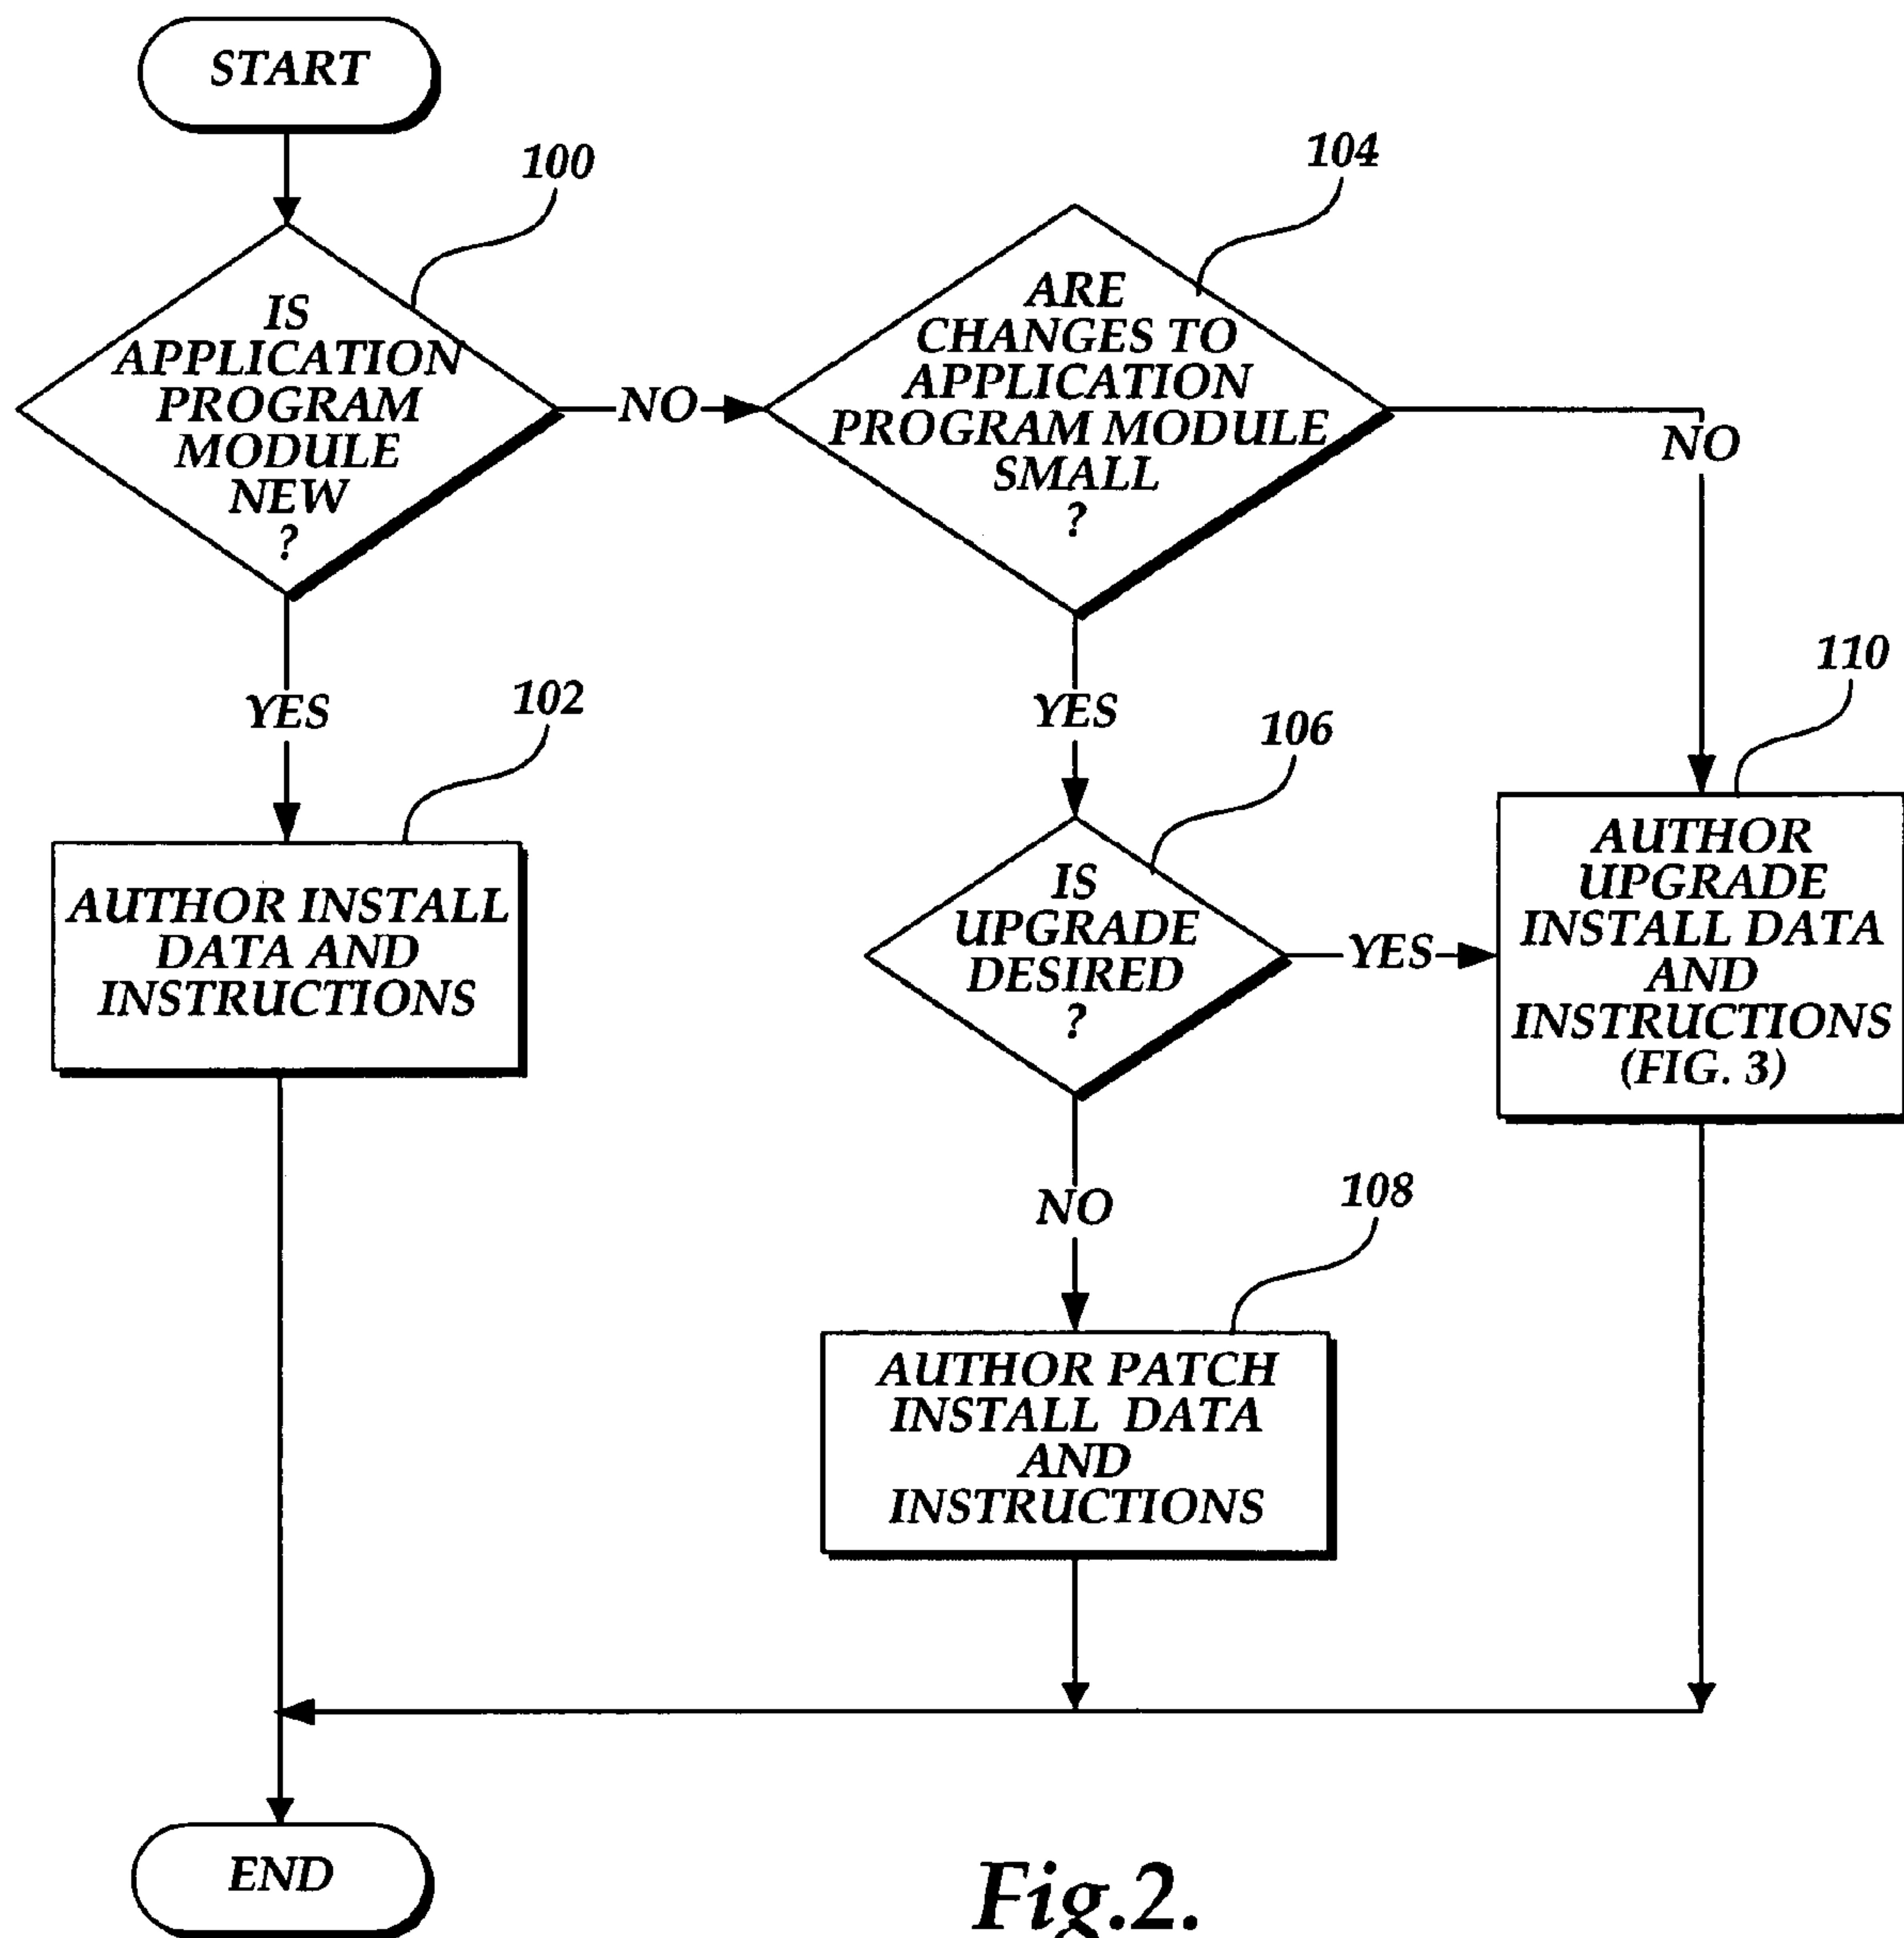 START
100
IS
APPLICATION
PROGRAM
MODULE
NEW
?
NO
104
ARE
CHANGES TO
APPLICATION
PROGRAM MODULE
SMALL
?
NO
YES
102
AUTHOR INSTALL
DATA AND
INSTRUCTIONS
YES
106
IS
UPGRADE
DESIRED
?
YES
110
AUTHOR
UPGRADE
INSTALL DATA
AND
INSTRUCTIONS
(FIG. 3)
NO
108
AUTHOR PATCH
INSTALL DATA
AND
INSTRUCTIONS
END
Fig.2.